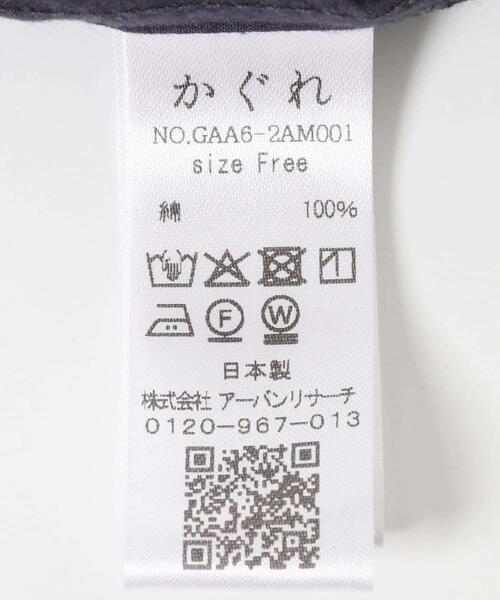 かぐれ
NO.GAA6-2AM001
size Free
綿 100%
F W
日本製
株式会社 アーバンリサーチ
0120-967-013